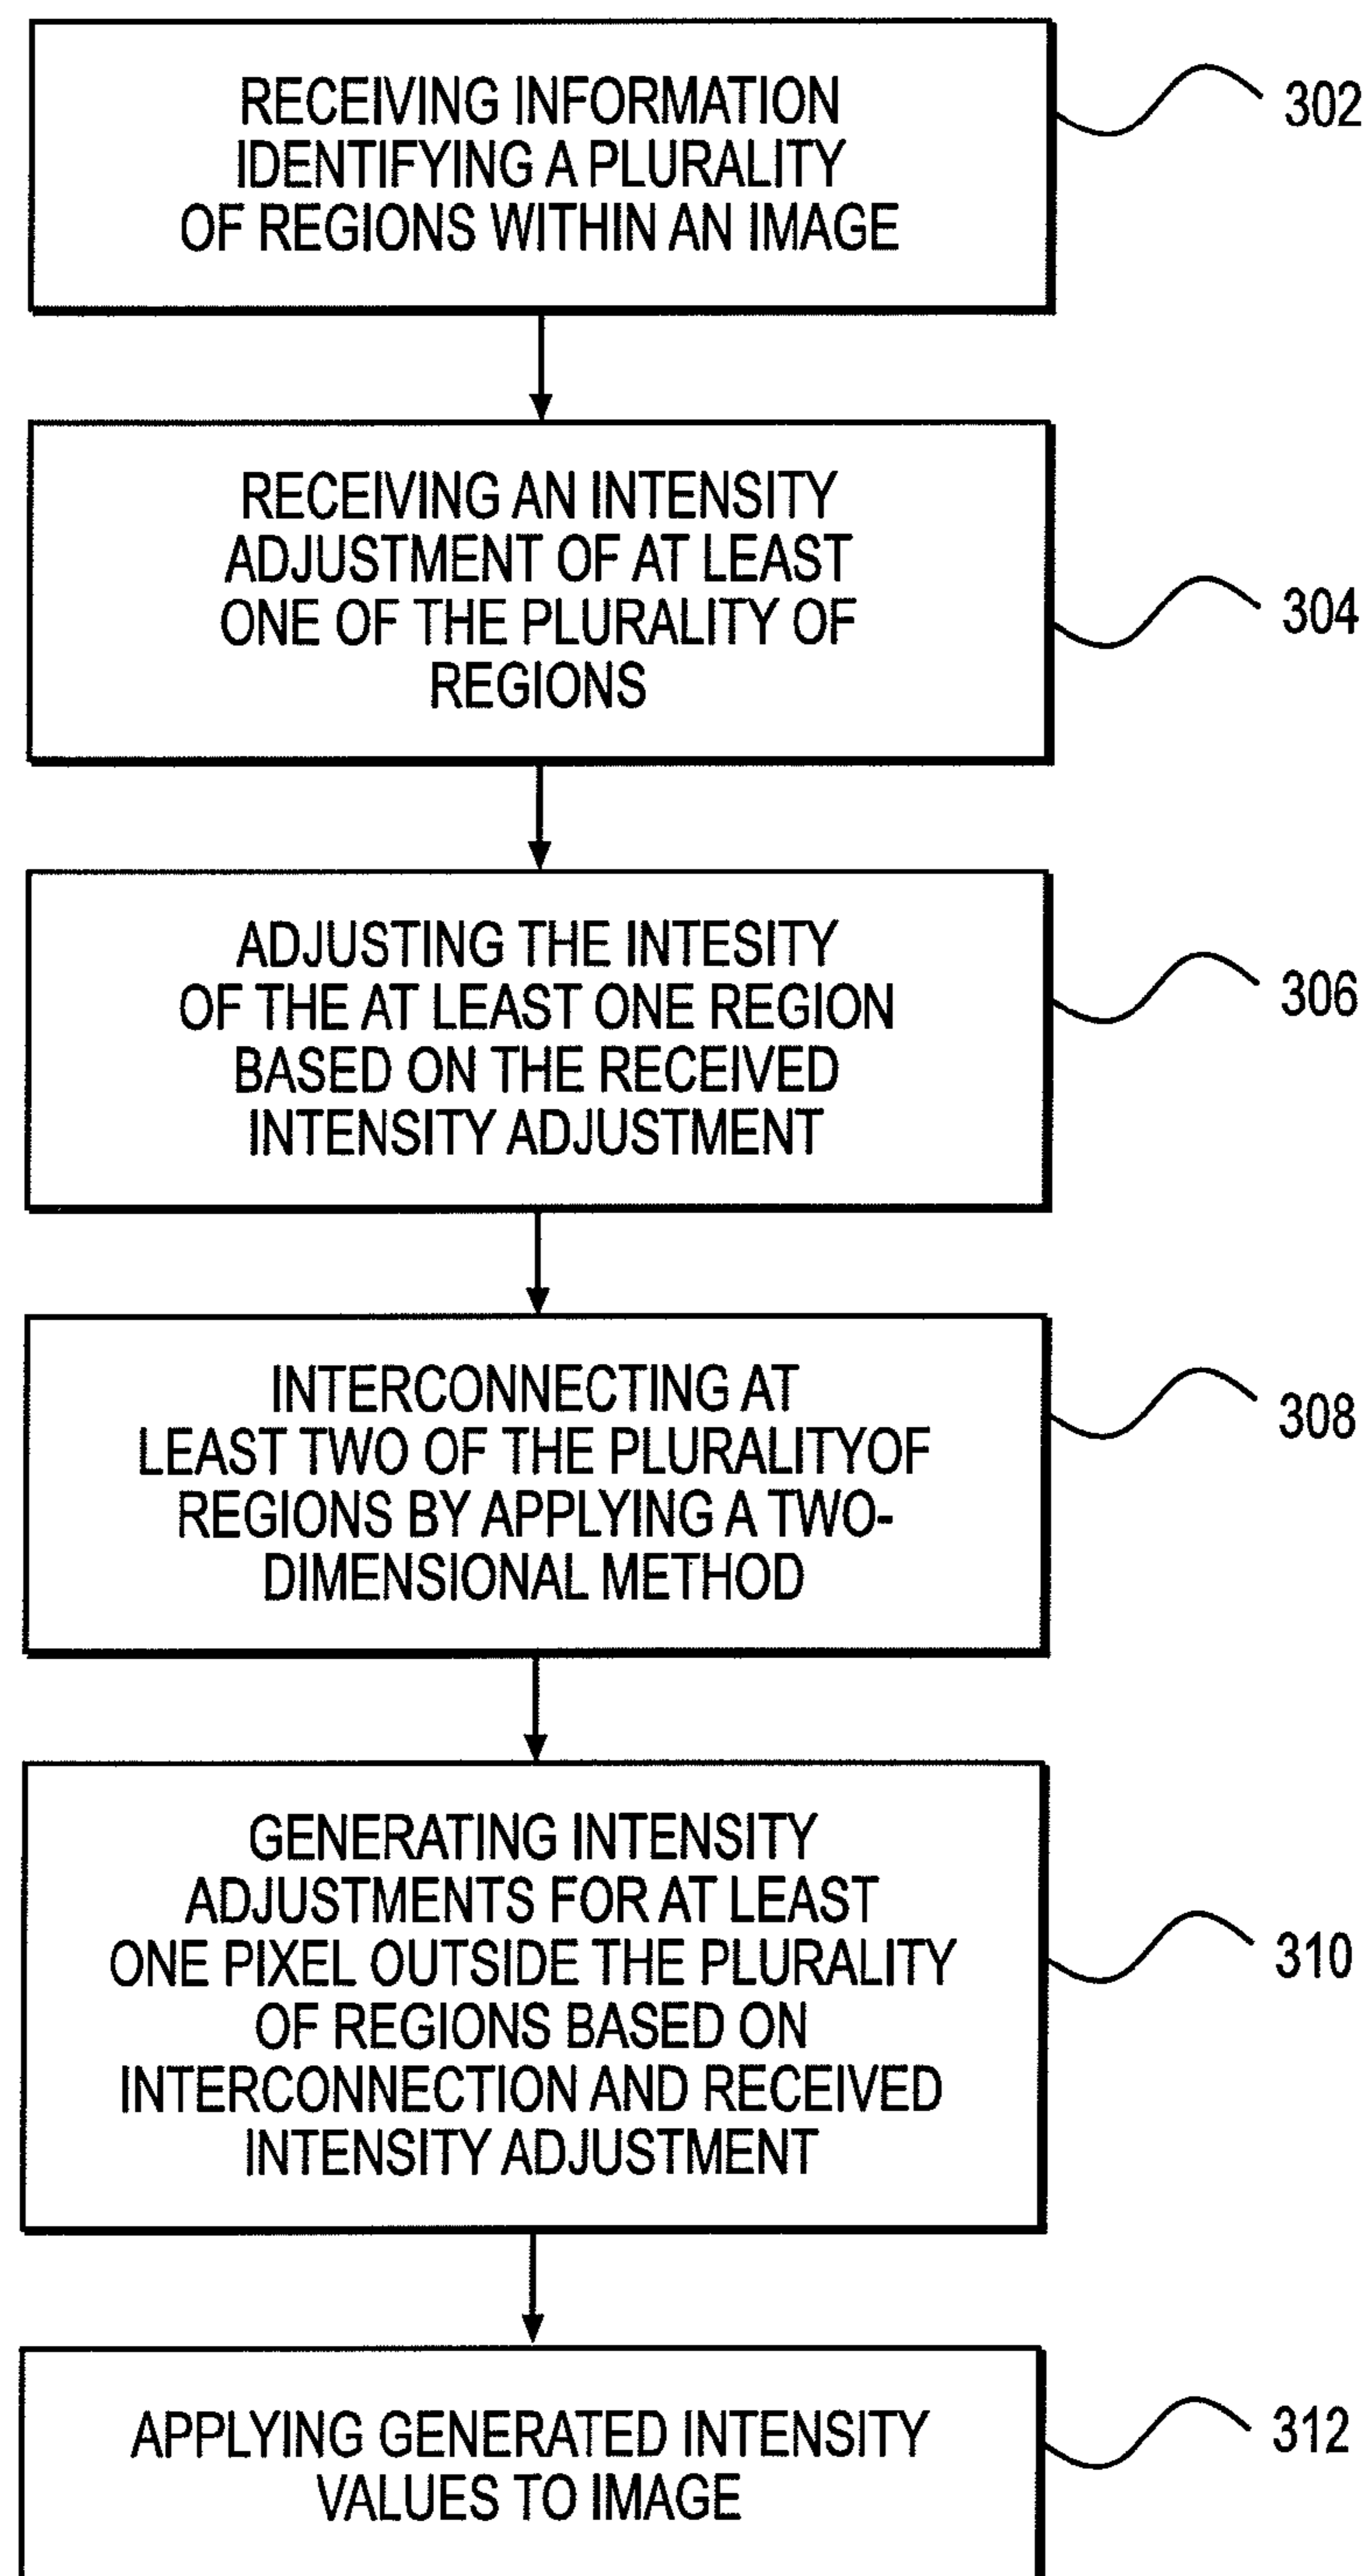 RECEIVING INFORMATION
IDENTIFYING A PLURALITY
OF REGIONS WITHIN AN IMAGE
302
RECEIVING AN INTENSITY
ADJUSTMENT OF AT LEAST
ONE OF THE PLURALITY OF
REGIONS
304
ADJUSTING THE INTESITY
OF THE AT LEAST ONE REGION
BASED ON THE RECEIVED
INTENSITY ADJUSTMENT
306
INTERCONNECTING AT
LEAST TWO OF THE PLURALITYOF
REGIONS BY APPLYING A TWO-
DIMENSIONAL METHOD
308
GENERATING INTENSITY
ADJUSTMENTS FOR AT LEAST
ONE PIXEL OUTSIDE THE PLURALITY
OF REGIONS BASED ON
INTERCONNECTION AND RECEIVED
INTENSITY ADJUSTMENT
310
APPLYING GENERATED INTENSITY
VALUES TO IMAGE
312